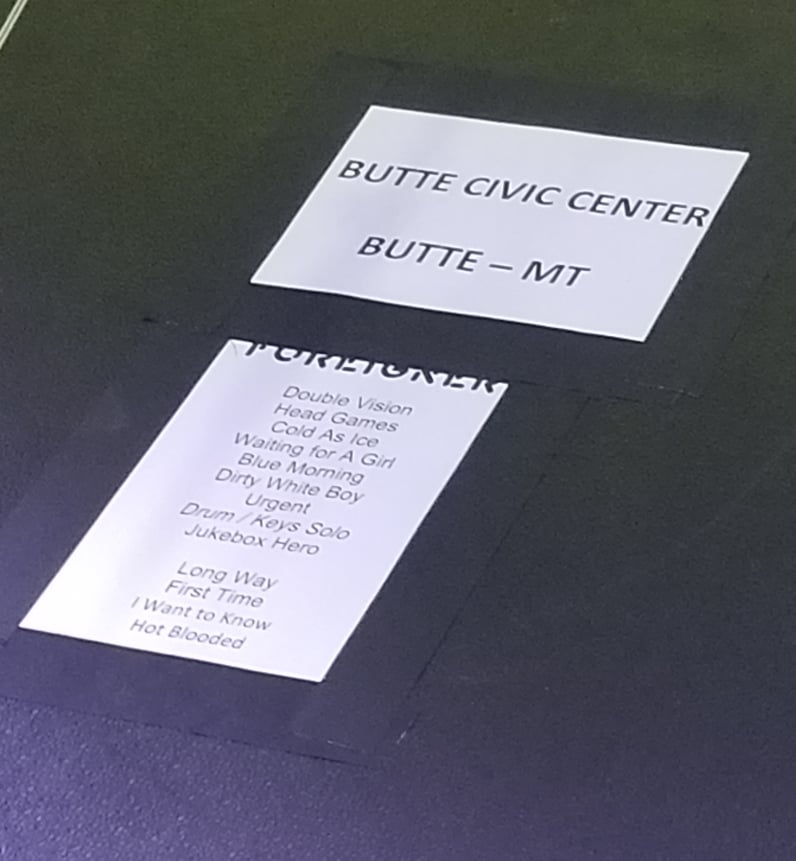 BUTTE CIVIC CENTER
BUTTE – MT
FOREIGNER
Double Vision
Head Games
Cold As Ice
Waiting for A Girl
Blue Morning
Dirty White Boy
Urgent
Drum / Keys Solo
Jukebox Hero
Long Way
First Time
I Want to Know
Hot Blooded